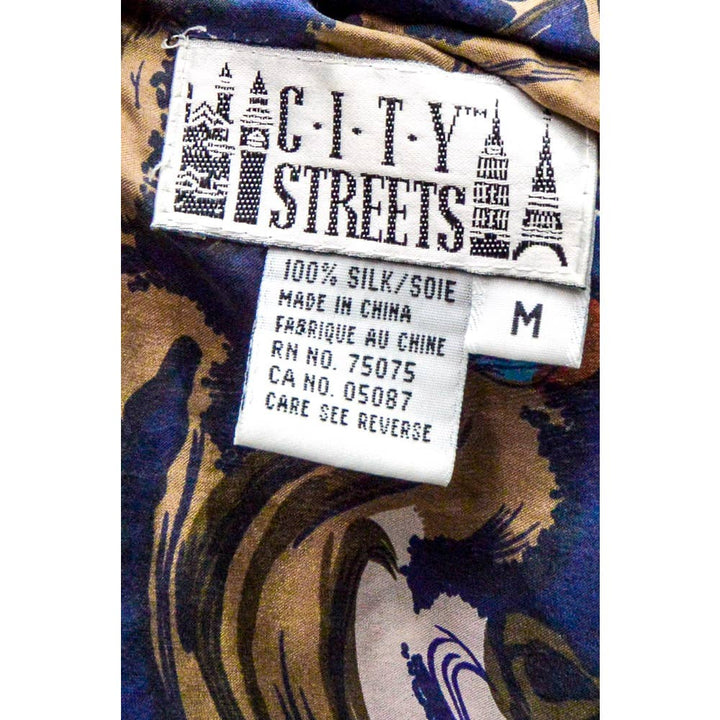 C·I·T·Y™
STREETS
100% SILK/SOIE
MADE IN CHINA
FABRIQUE AU CHINE
RN NO. 75075
CA NO. 05087
CARE SEE REVERSE
M